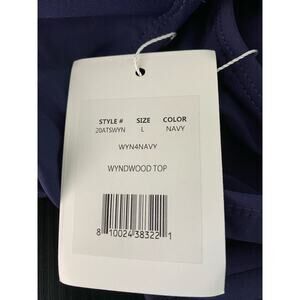 STYLE # SIZE COLOR
20ATSWYN L NAVY
WYN4NAVY
WYNDWOOD TOP
8 10024 38322 1